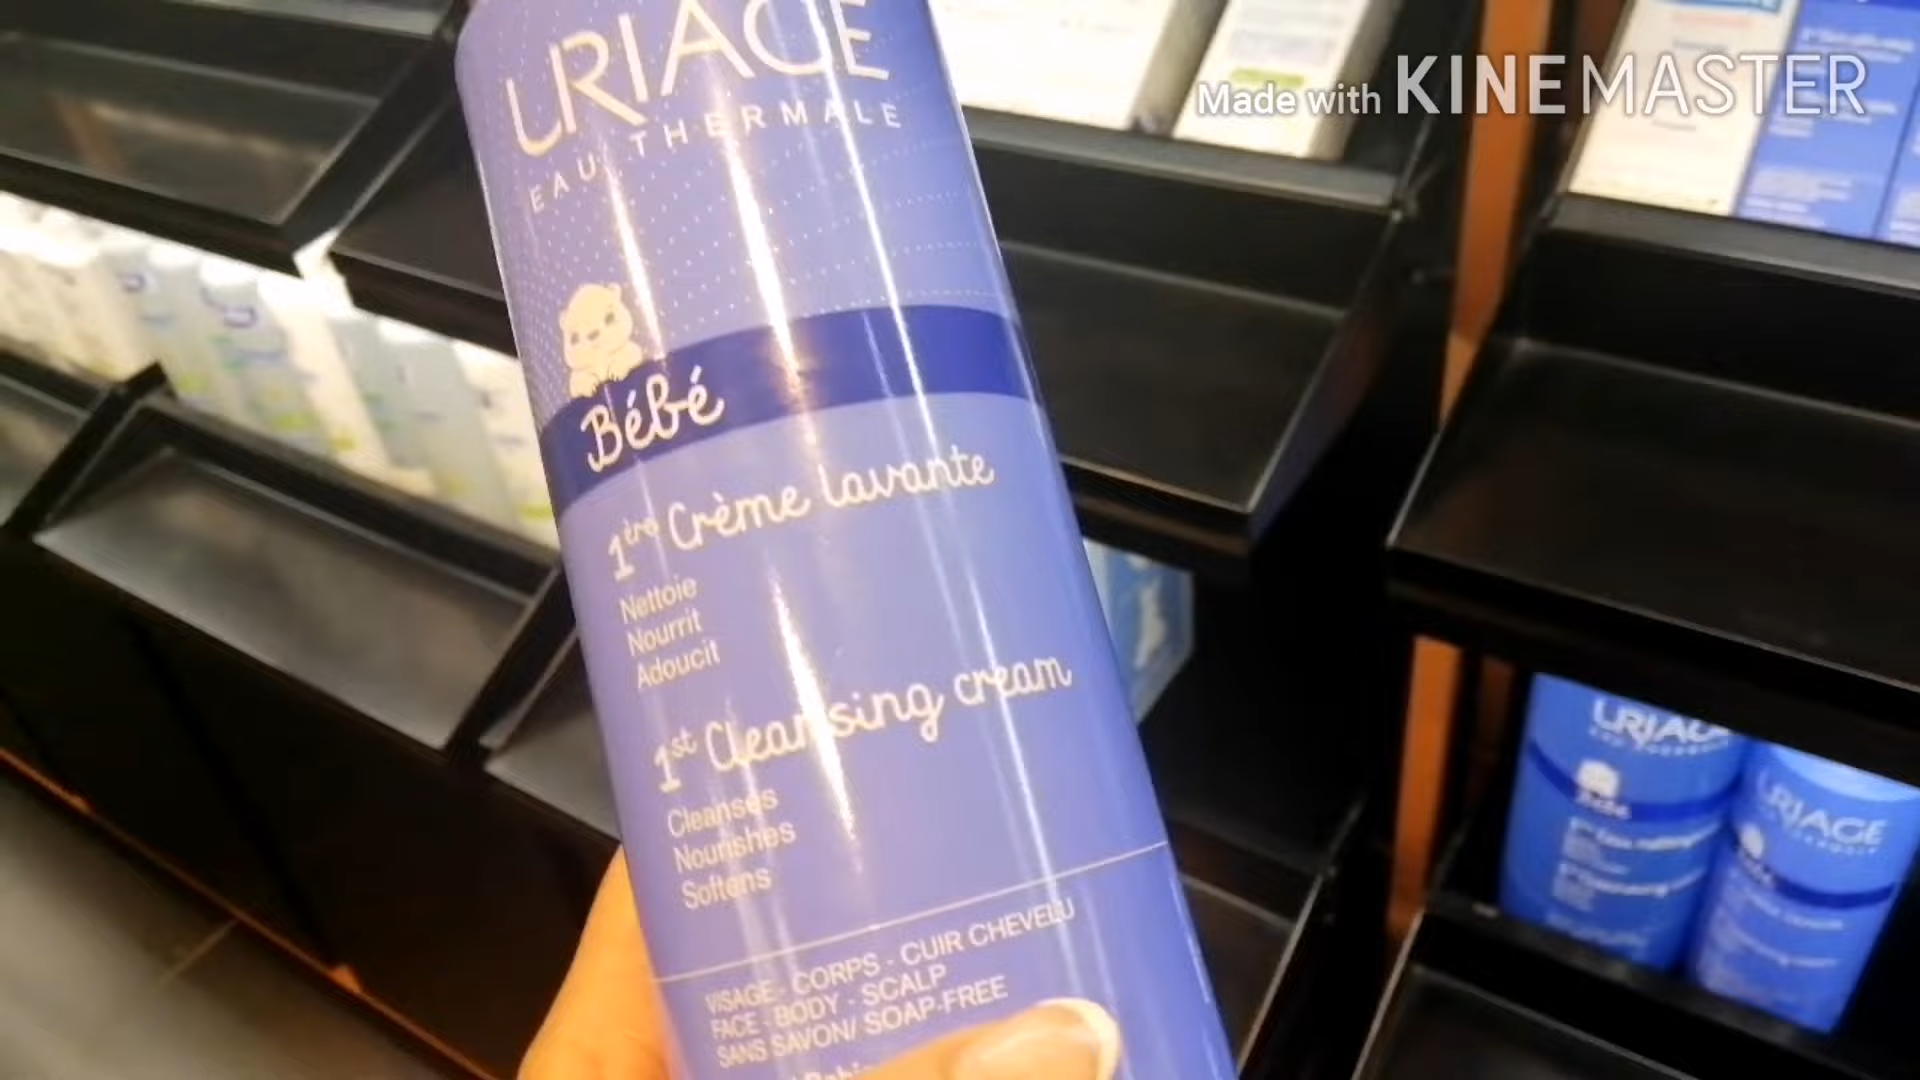 URIAGE
EAU THERMALE
Made with KINEMASTER
Bébé
1ère Crème lavante
Nettoie
Nourrit
Adoucit
1st Cleansing cream
Cleanses
Nourishes
Softens
VISAGE - CORPS - CUIR CHEVELU
FACE - BODY - SCALP
SANS SAVON/ SOAP-FREE
URIAGE
Bébé
URIAGE